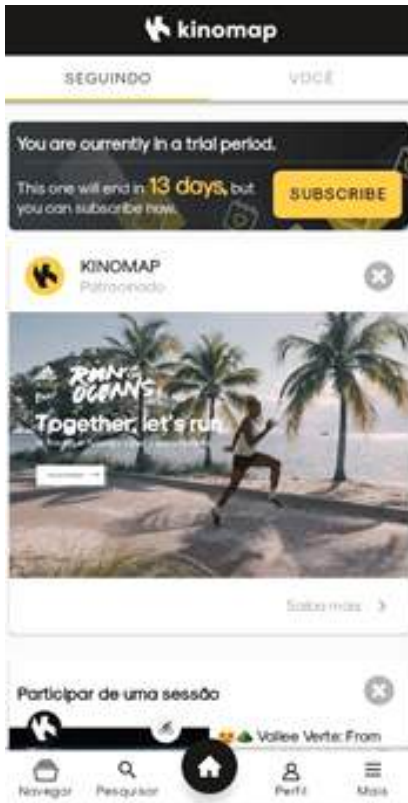 kinomap
SEGUINDO
VOCÊ
You are currently in a trial period.
This one will end in 13 days, but
you can subscribe now.
SUBSCRIBE
KINOMAP
Patrocinado
RUN
OCEANS
Together, let's run.
Saiba mais
Participar de uma sessão
Vallee Verte: From
Navegar
Pesquisar
Perfil
Mais